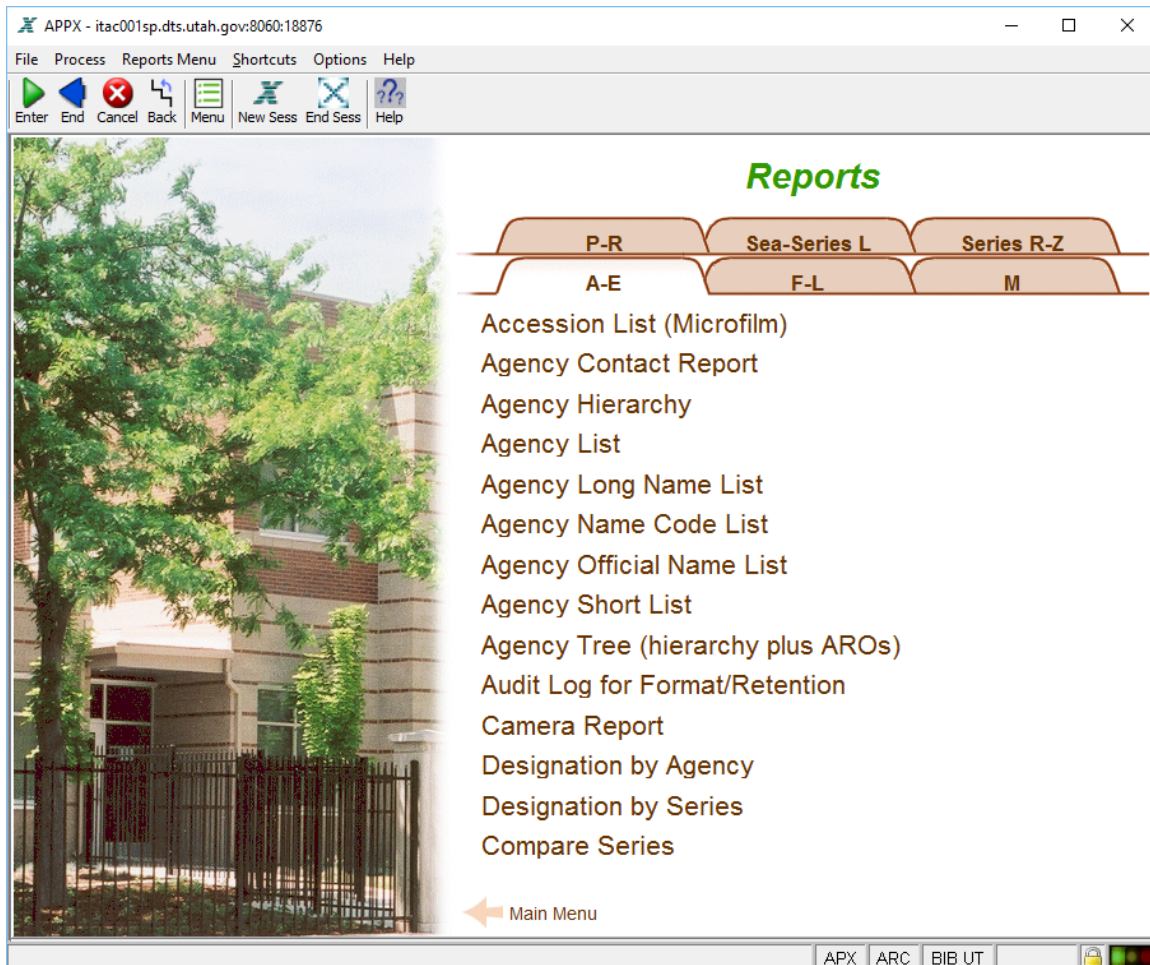 APPX - itac001sp.dts.utah.gov:8060:18876
File Process Reports Menu Shortcuts Options Help
Enter End Cancel Back Menu New Sess End Sess Help
Reports
P-R Sea-Series L Series R-Z
A-E F-L M
Accession List (Microfilm)
Agency Contact Report
Agency Hierarchy
Agency List
Agency Long Name List
Agency Name Code List
Agency Official Name List
Agency Short List
Agency Tree (hierarchy plus AROs)
Audit Log for Format/Retention
Camera Report
Designation by Agency
Designation by Series
Compare Series
Main Menu
APX ARC BIB UT